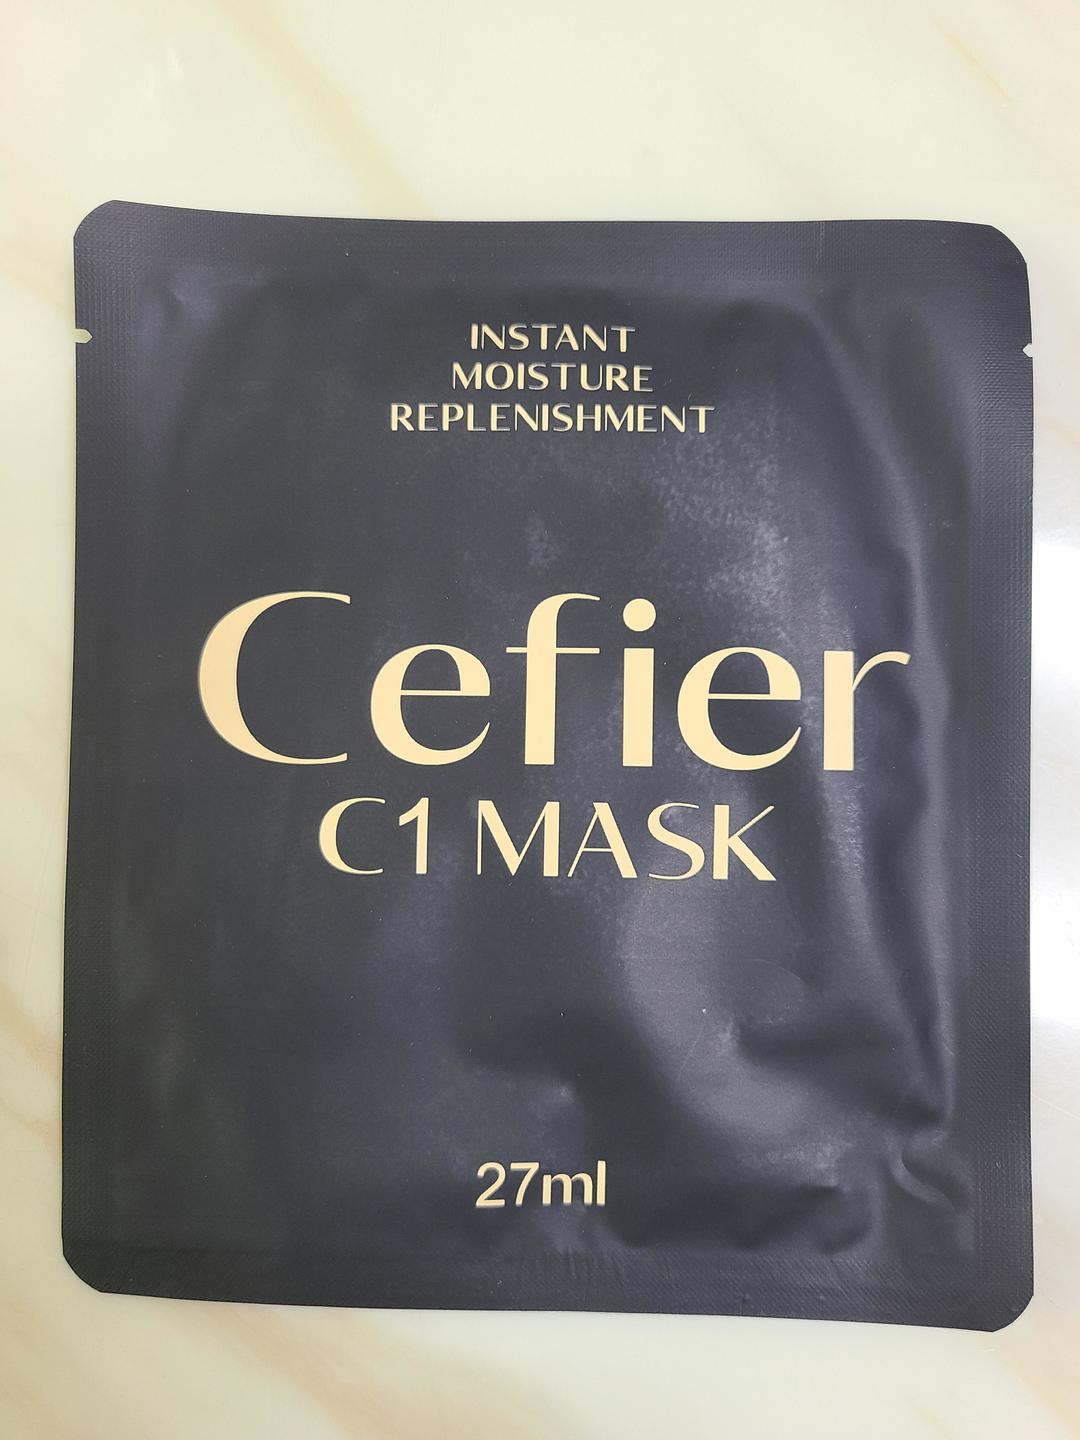 INSTANT
MOISTURE
REPLENISHMENT
Cefier
C1 MASK
27ml